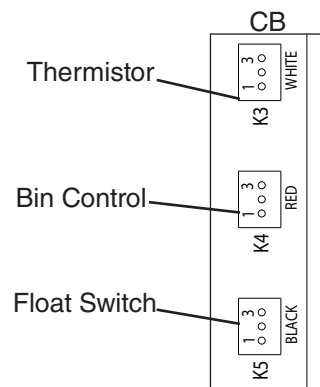 CB
Thermistor
1 3
WHITE
K3
Bin Control
1 3
RED
K4
Float Switch
1 3
BLACK
K5